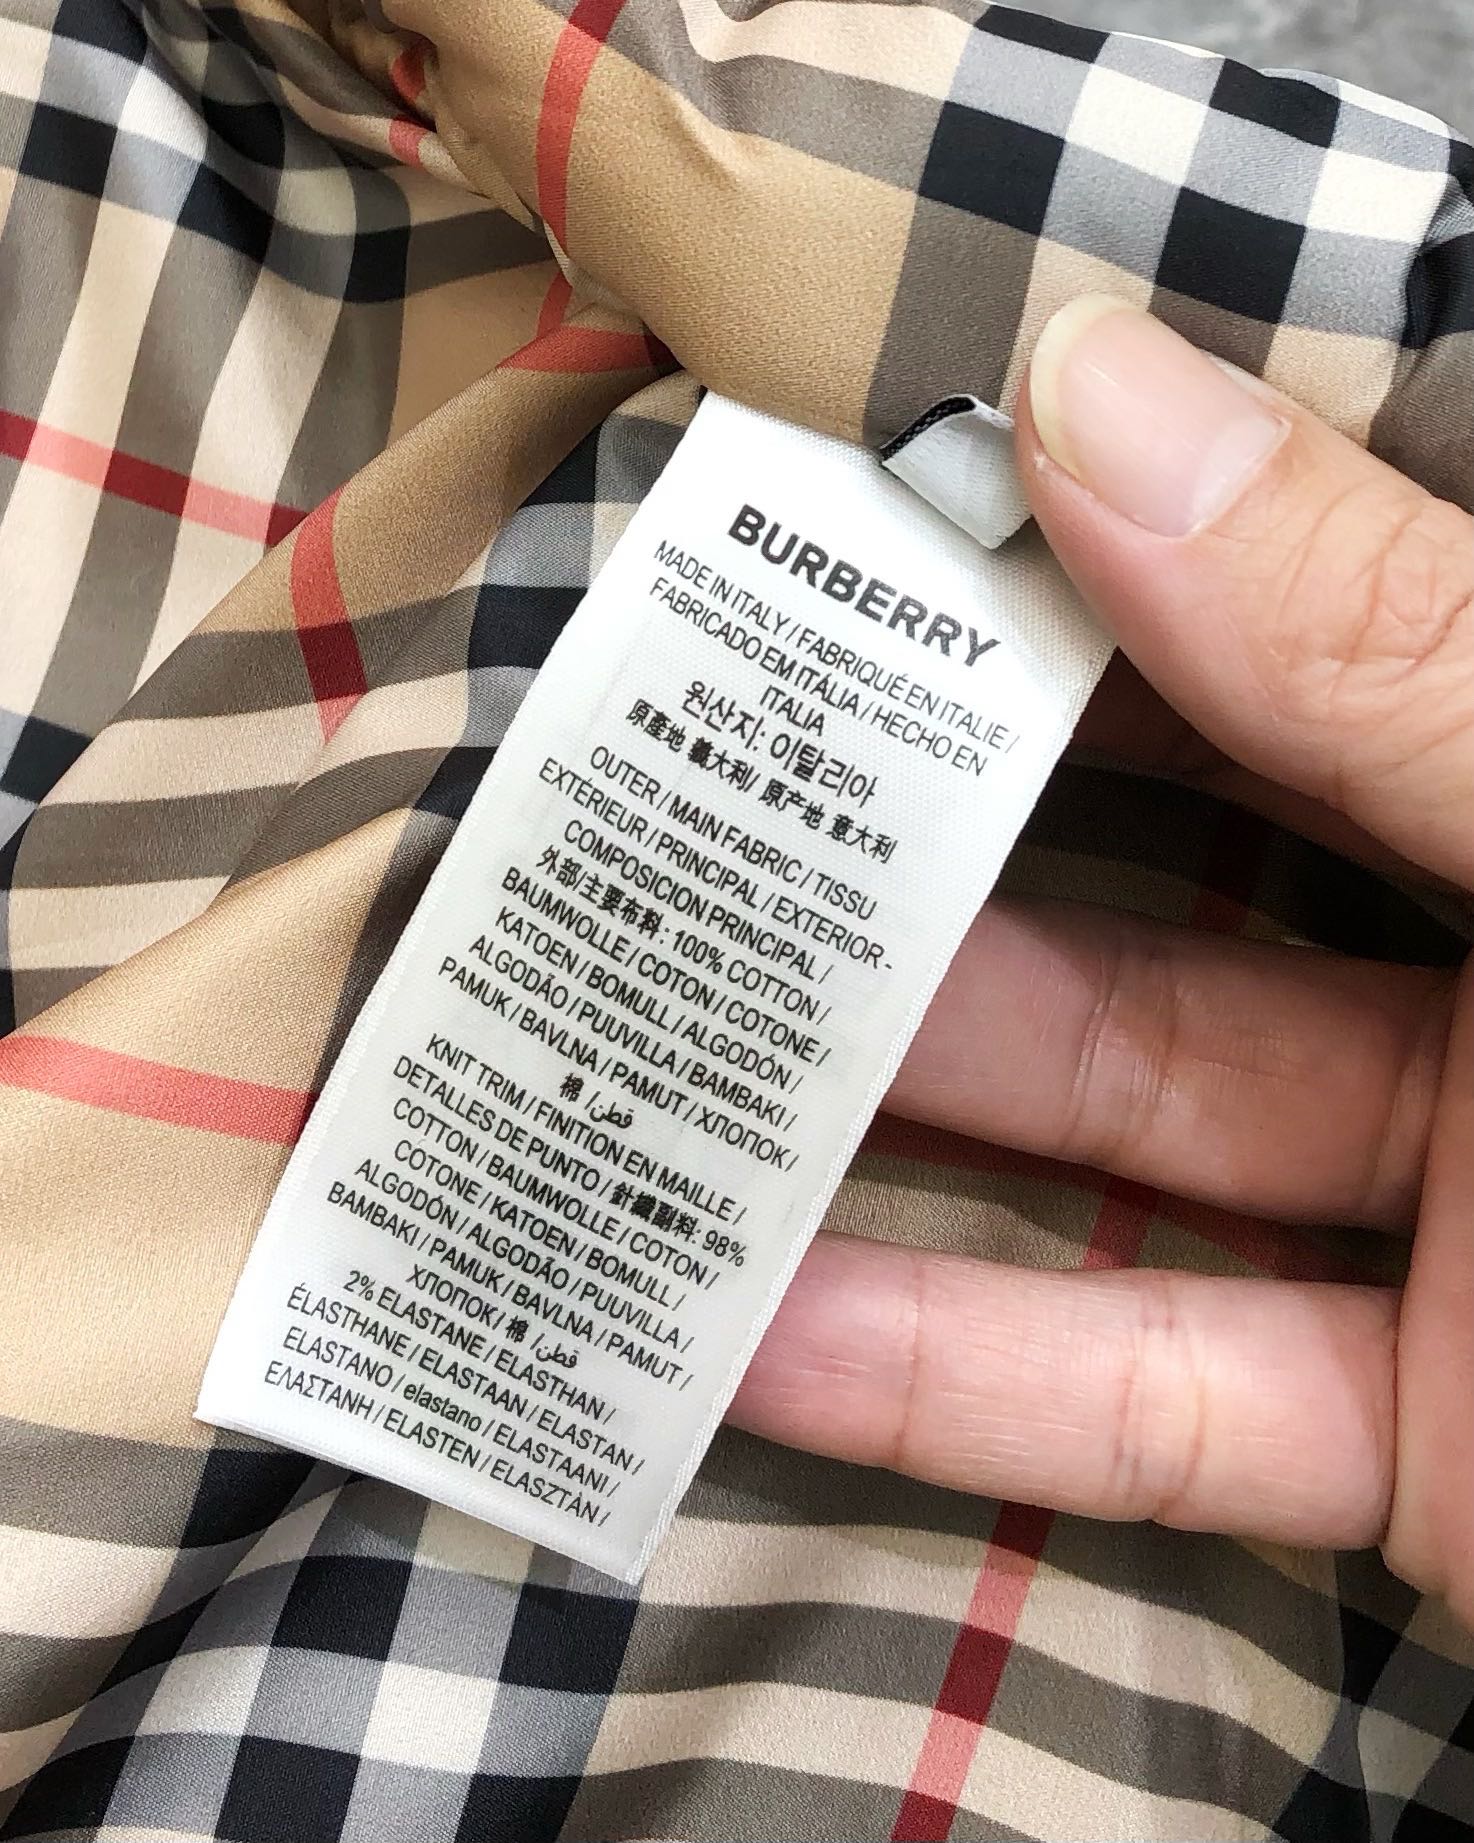 BURBERRY
MADE IN ITALY / FABRIQUÉ EN ITALIE /
FABRICADO EM ITÁLIA / HECHO EN
ITALIA
원산지: 이탈리아
原產地 義大利/ 原产地 意大利
OUTER / MAIN FABRIC / TISSU
EXTÉRIEUR / PRINCIPAL / EXTERIOR -
COMPOSICION PRINCIPAL /
外部/主要布料: 100% COTTON /
BAUMWOLLE / COTON / COTONE /
KATOEN / BOMULL / ALGODÓN /
ALGODÃO / PUUVILLA / BAMBAKI /
PAMUK / BAVLNA / PAMUT / ΧΛΟΠΟΚ /
棉 /قطن
KNIT TRIM / FINITION EN MAILLE /
DETALLES DE PUNTO / 針織副料: 98%
COTTON / BAUMWOLLE / COTON /
COTONE / KATOEN / BOMULL /
ALGODÓN / ALGODÃO / PUUVILLA /
BAMBAKI / PAMUK / BAVLNA / PAMUT /
ΧΛΟΠΟΚ / 棉 /قطن
2% ELASTANE / ELASTHAN /
ÉLASTHANNE / ELASTAAN / ELASTAN /
ELASTANO / elastano / ELASTAANI /
ΕΛΑΣΤΑΝΗ / ELASTEN / ELASZTÁN /